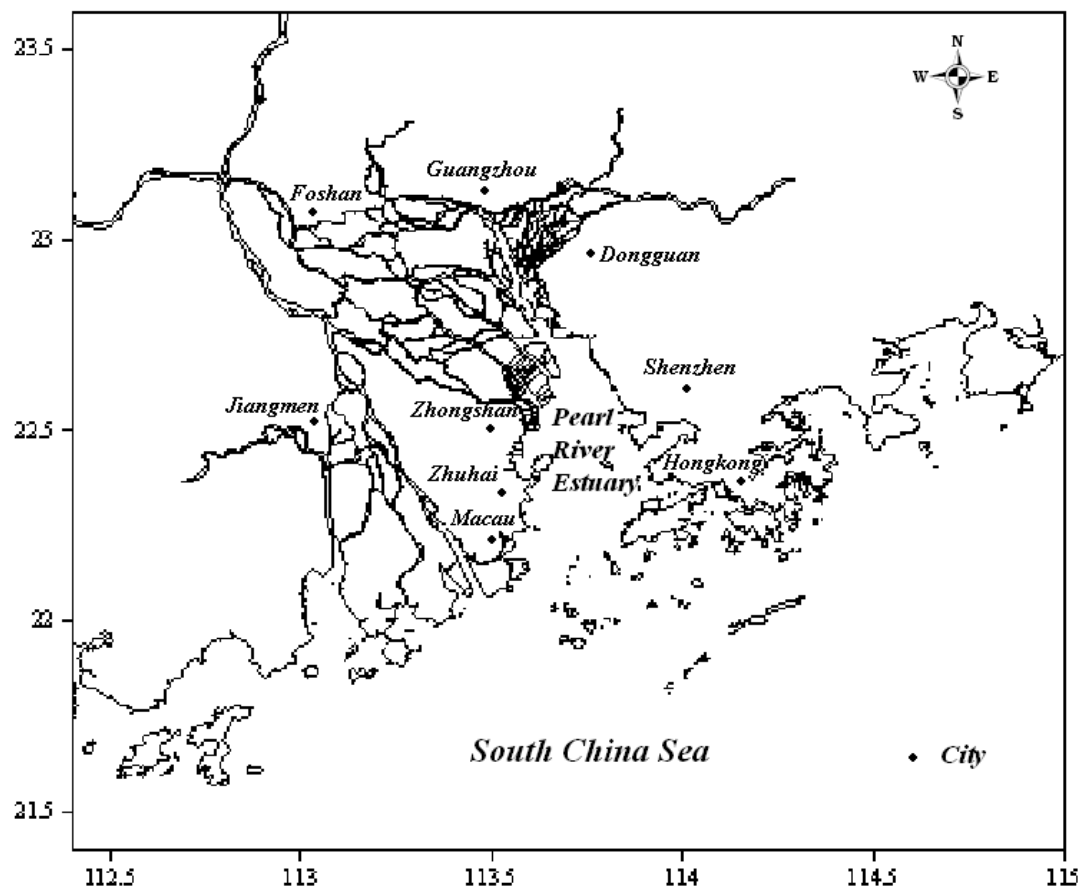 23.5
N
W E
S
Guangzhou
Foshan
23
Dongguan
Shenzhen
Jiangmen
Zhongshan
22.5
Pearl
River
Estuary
Hongkong
Zhuhai
Macau
22
South China Sea
City
21.5
112.5 113 113.5 114 114.5 115